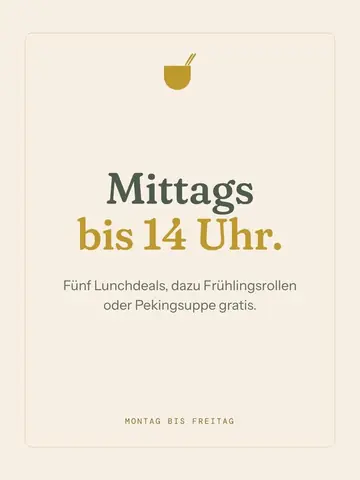 Mittags
bis 14 Uhr.
Fünf Lunchdeals, dazu Frühlingsrollen
oder Pekingsuppe gratis.
MONTAG BIS FREITAG